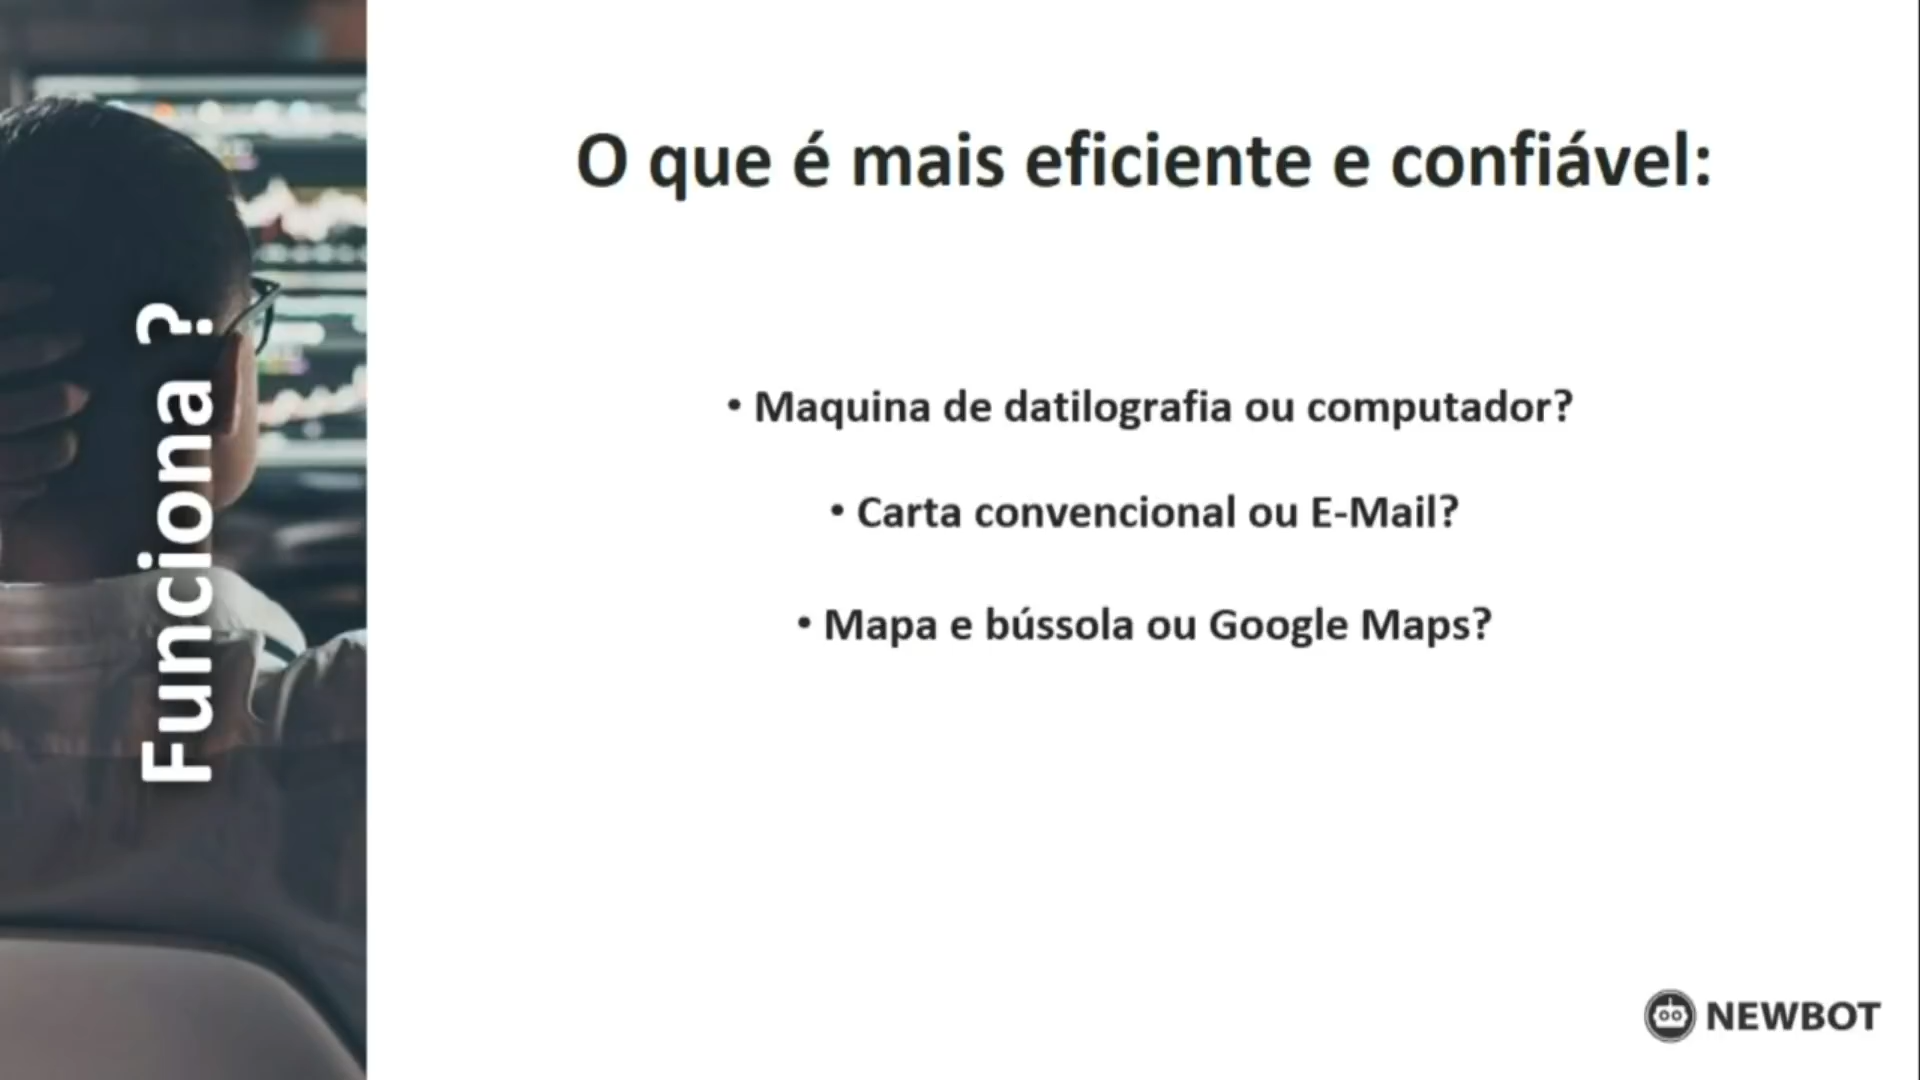 Funciona ?
O que é mais eficiente e confiável:
• Maquina de datilografia ou computador?
• Carta convencional ou E-Mail?
• Mapa e bússola ou Google Maps?
NEWBOT